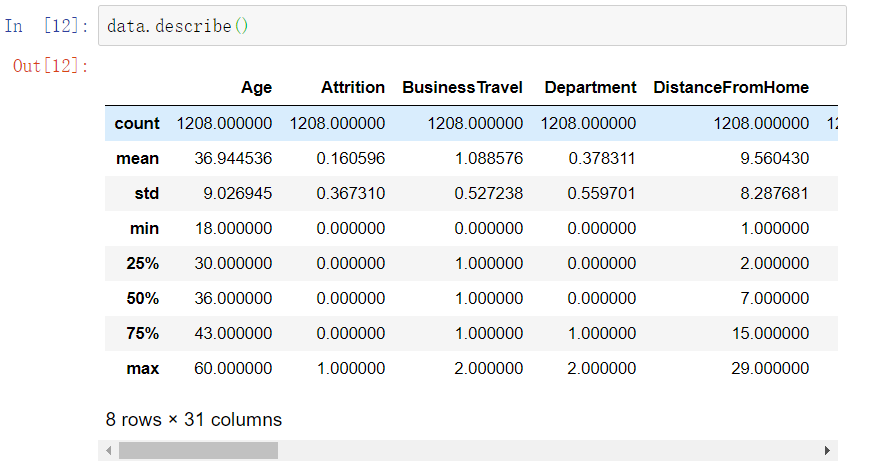 In [12]: data.describe()
Out[12]:
Age Attrition BusinessTravel Department DistanceFromHome
count 1208.000000 1208.000000 1208.000000 1208.000000 1208.000000
mean 36.944536 0.160596 1.088576 0.378311 9.560430
std 9.026945 0.367310 0.527238 0.559701 8.287681
min 18.000000 0.000000 0.000000 0.000000 1.000000
25% 30.000000 0.000000 1.000000 0.000000 2.000000
50% 36.000000 0.000000 1.000000 0.000000 7.000000
75% 43.000000 0.000000 1.000000 1.000000 15.000000
max 60.000000 1.000000 2.000000 2.000000 29.000000
8 rows × 31 columns